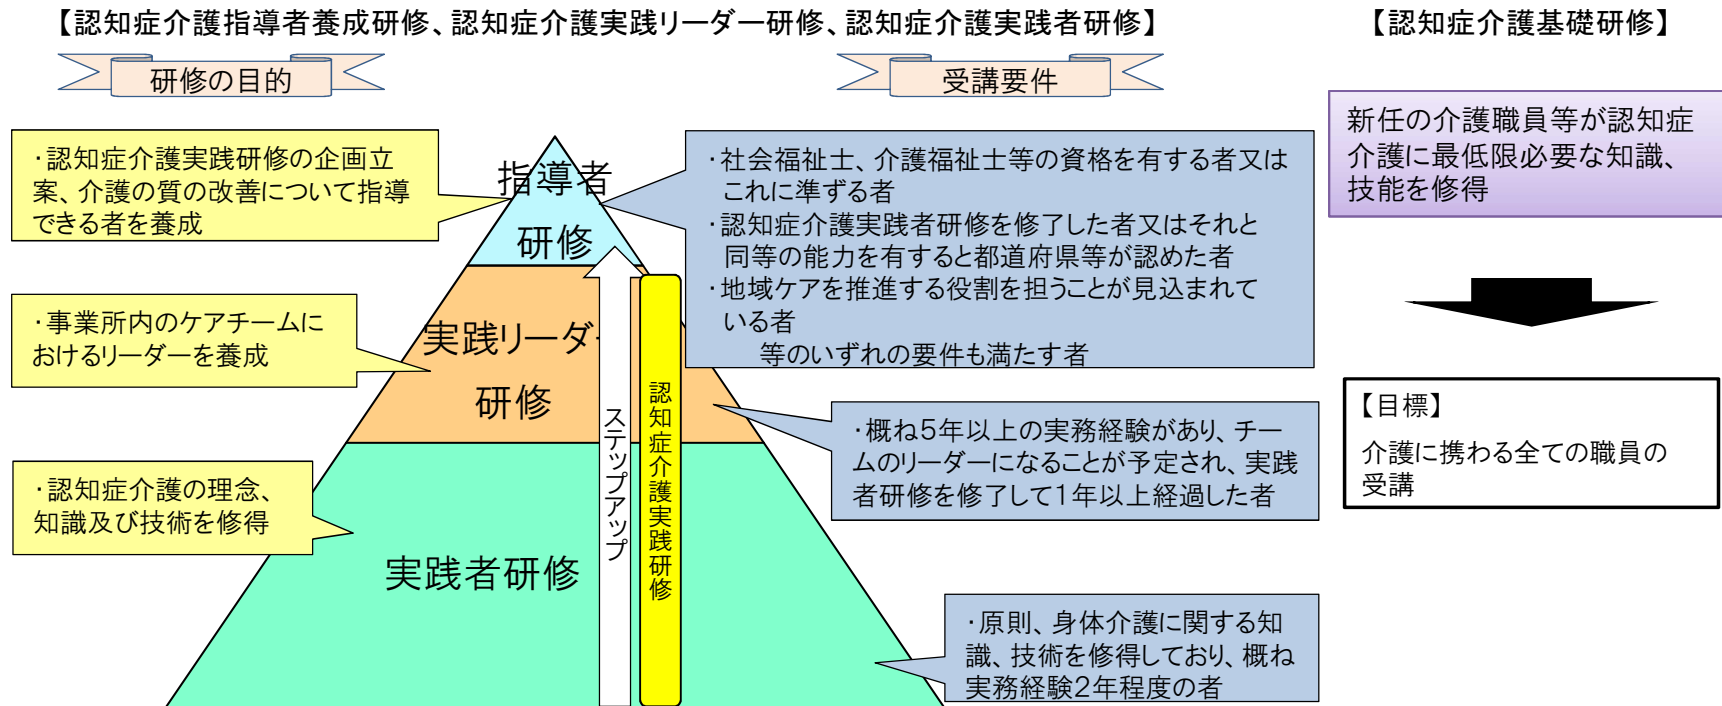 【認知症介護指導者養成研修、認知症介護実践リーダー研修、認知症介護実践者研修】
【認知症介護基礎研修】
研修の目的
受講要件
・認知症介護実践研修の企画立
案、介護の質の改善について指導
できる者を養成
・事業所内のケアチームに
おけるリーダーを養成
・認知症介護の理念、
知識及び技術を修得
指導者
研修
実践リーダー
研修
実践者研修
ステップアップ
認知症介護実践研修
・社会福祉士、介護福祉士等の資格を有する者又は
これに準ずる者
・認知症介護実践者研修を修了した者又はそれと
同等の能力を有すると都道府県等が認めた者
・地域ケアを推進する役割を担うことが見込まれて
いる者
等のいずれの要件も満たす者
・概ね5年以上の実務経験があり、チー
ムのリーダーになることが予定され、実践
者研修を修了して1年以上経過した者
・原則、身体介護に関する知
識、技術を修得しており、概ね
実務経験2年程度の者
新任の介護職員等が認知症
介護に最低限必要な知識、
技能を修得
【目標】
介護に携わる全ての職員の
受講